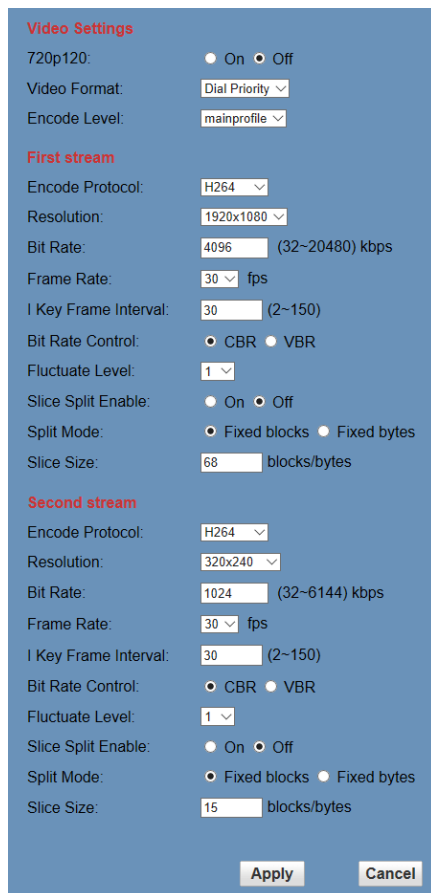 Video Settings
720p120: On Off
Video Format: Dial Priority
Encode Level: mainprofile
First stream
Encode Protocol: H264
Resolution: 1920x1080
Bit Rate: 4096 (32~20480) kbps
Frame Rate: 30 fps
I Key Frame Interval: 30 (2~150)
Bit Rate Control: CBR VBR
Fluctuate Level: 1
Slice Split Enable: On Off
Split Mode: Fixed blocks Fixed bytes
Slice Size: 68 blocks/bytes
Second stream
Encode Protocol: H264
Resolution: 320x240
Bit Rate: 1024 (32~6144) kbps
Frame Rate: 30 fps
I Key Frame Interval: 30 (2~150)
Bit Rate Control: CBR VBR
Fluctuate Level: 1
Slice Split Enable: On Off
Split Mode: Fixed blocks Fixed bytes
Slice Size: 15 blocks/bytes
Apply Cancel